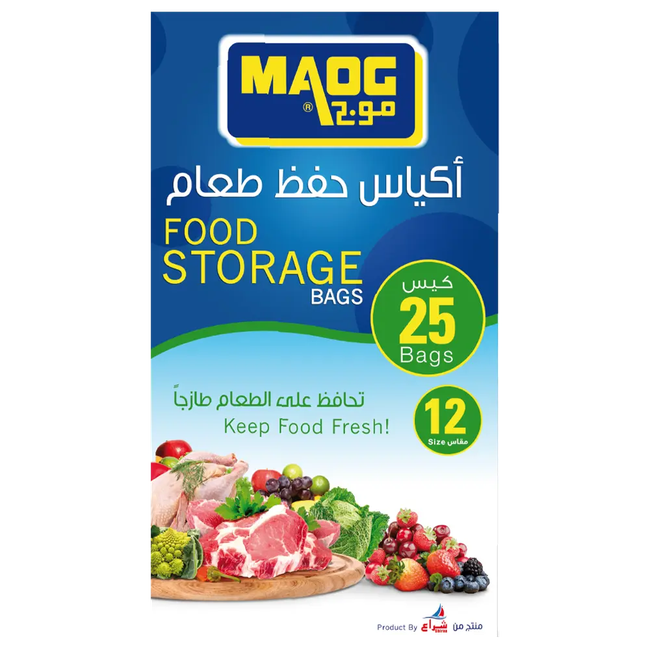 MAOG
موج ®
أكياس حفظ طعام
FOOD
STORAGE
BAGS
كيس
25
Bags
تحافظ على الطعام طازجاً
Keep Food Fresh!
12
Size مقاس
Product By شراع منتج من